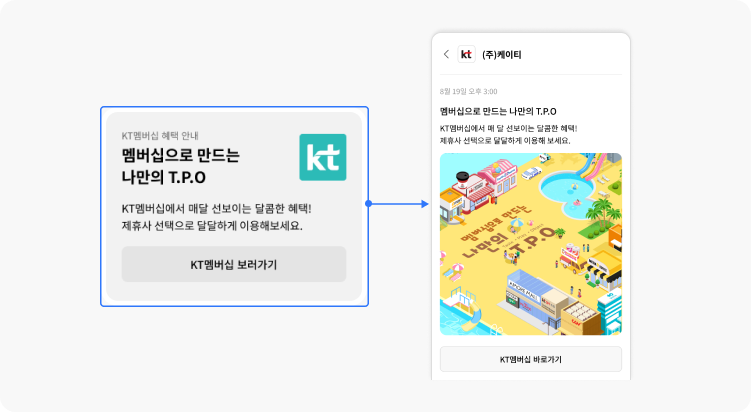 KT멤버십 혜택 안내
멤버십으로 만드는
나만의 T.P.O
kt
KT멤버십에서 매달 선보이는 달콤한 혜택!
제휴사 선택으로 달달하게 이용해보세요.
KT멤버십 보러가기
kt (주)케이티
8월 19일 오후 3:00
멤버십으로 만드는 나만의 T.P.O
KT멤버십에서 매 달 선보이는 달콤한 혜택!
제휴사 선택으로 달달하게 이용해 보세요.
멤버십으로 만드는
나만의 T.P.O
KT멤버십 바로가기